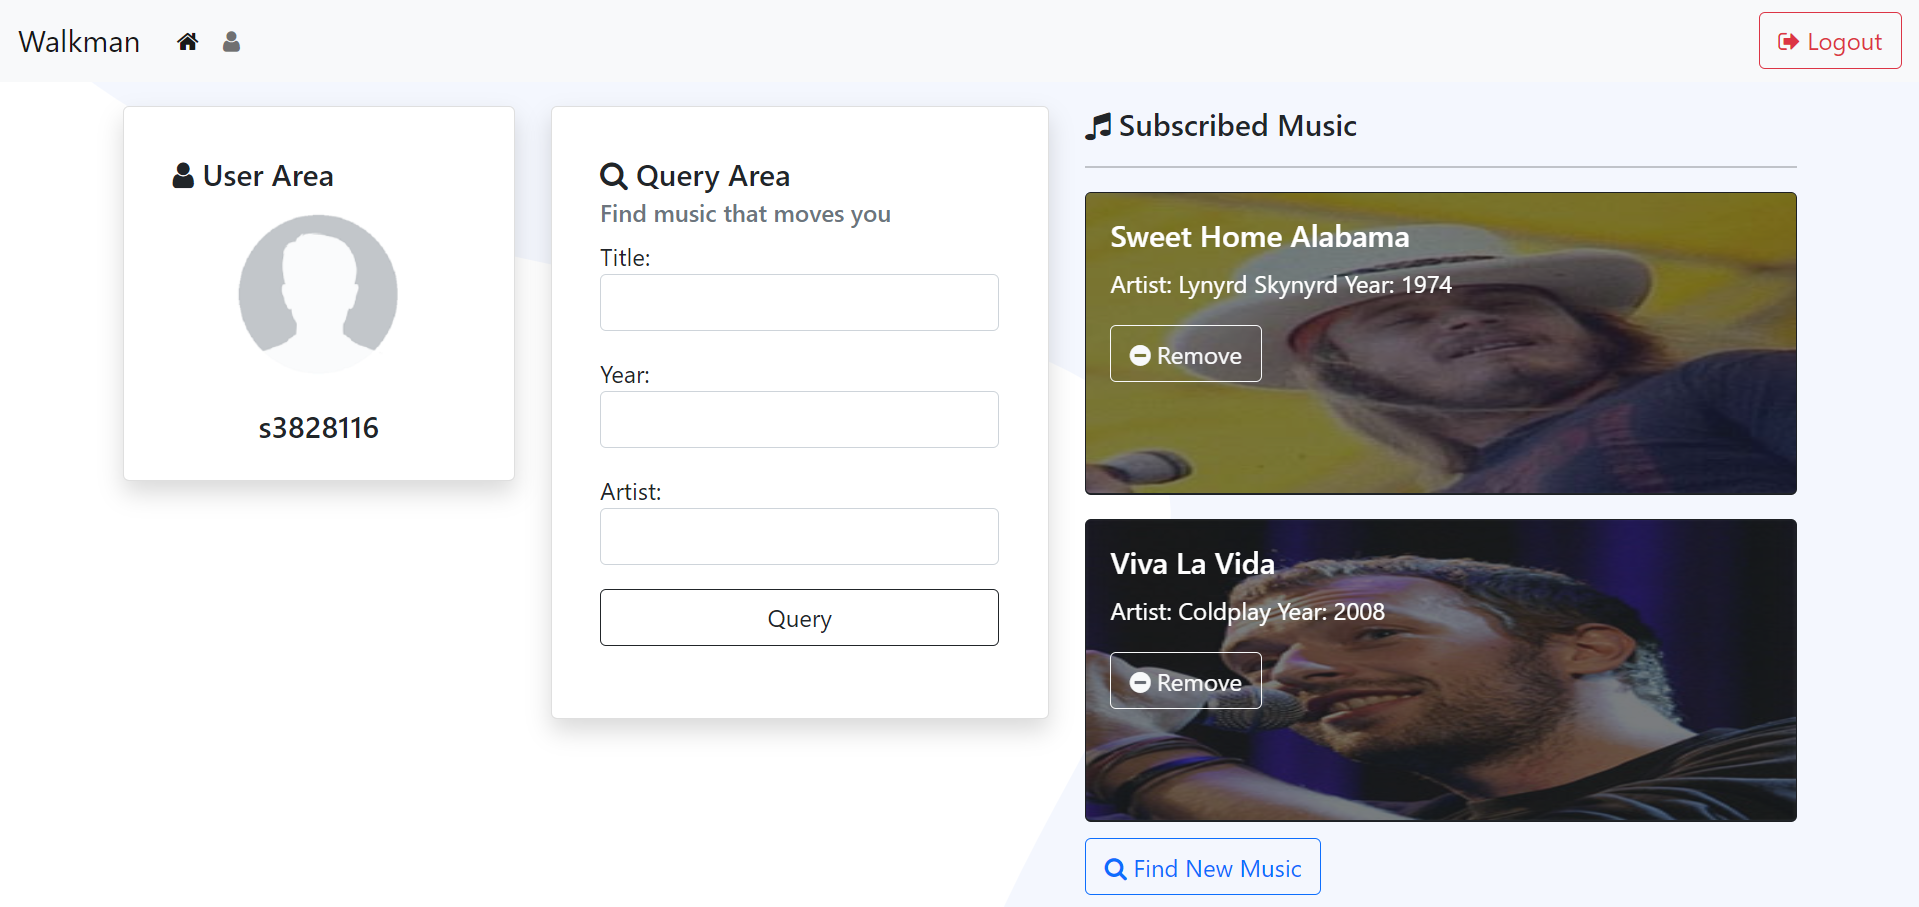 Walkman
Logout
User Area
s3828116
Query Area
Find music that moves you
Title:
Year:
Artist:
Query
Subscribed Music
Sweet Home Alabama
Artist: Lynyrd Skynyrd Year: 1974
Remove
Viva La Vida
Artist: Coldplay Year: 2008
Remove
Find New Music